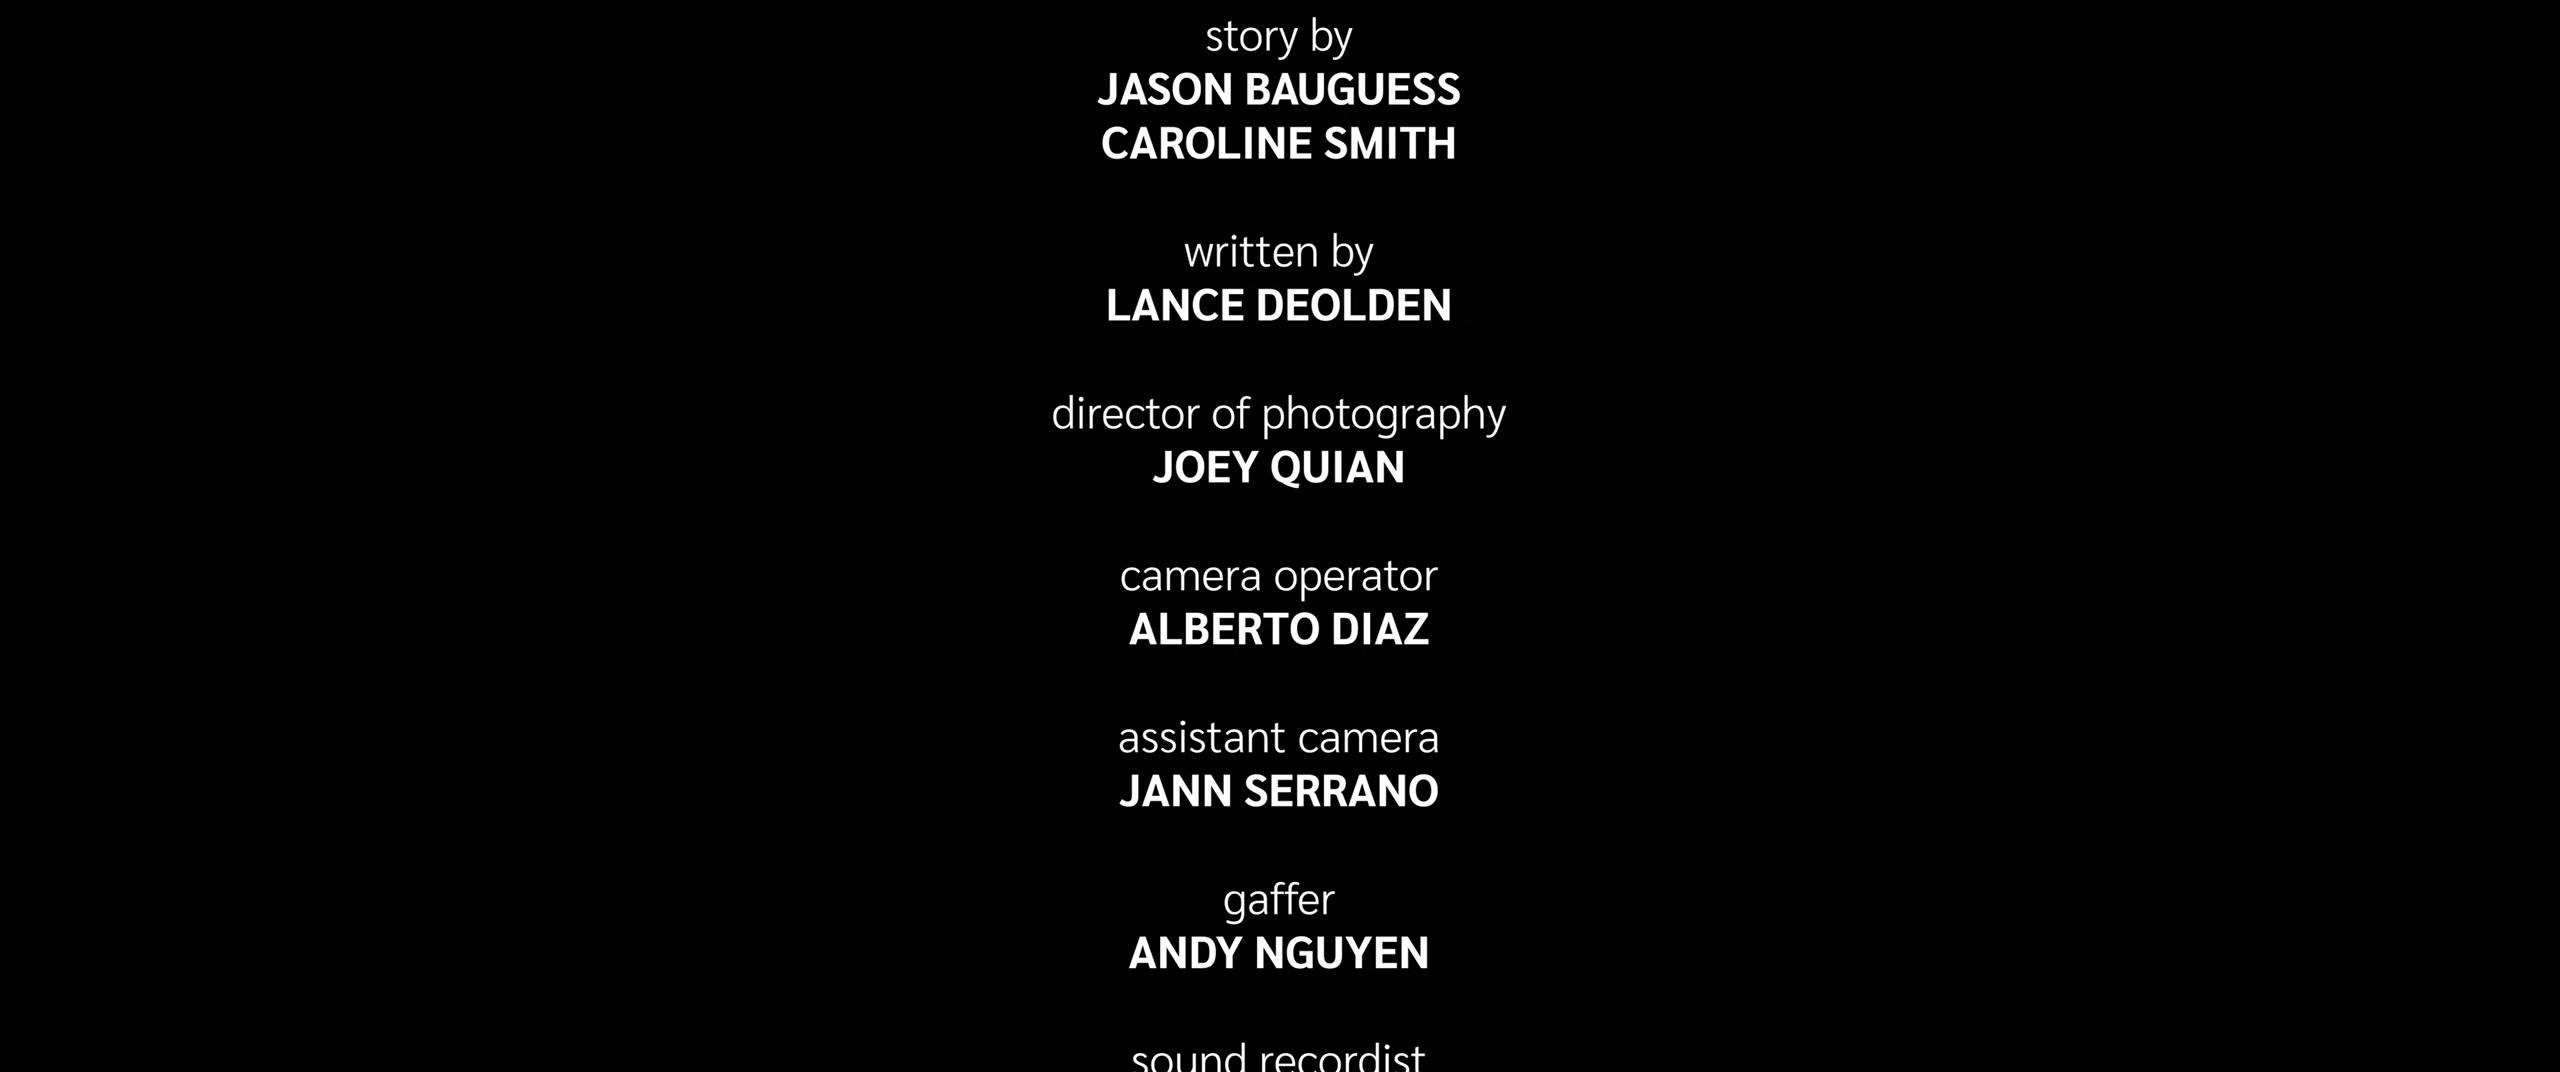 story by
JASON BAUGUESS
CAROLINE SMITH
written by
LANCE DEOLDEN
director of photography
JOEY QUIAN
camera operator
ALBERTO DIAZ
assistant camera
JANN SERRANO
gaffer
ANDY NGUYEN
sound recordist